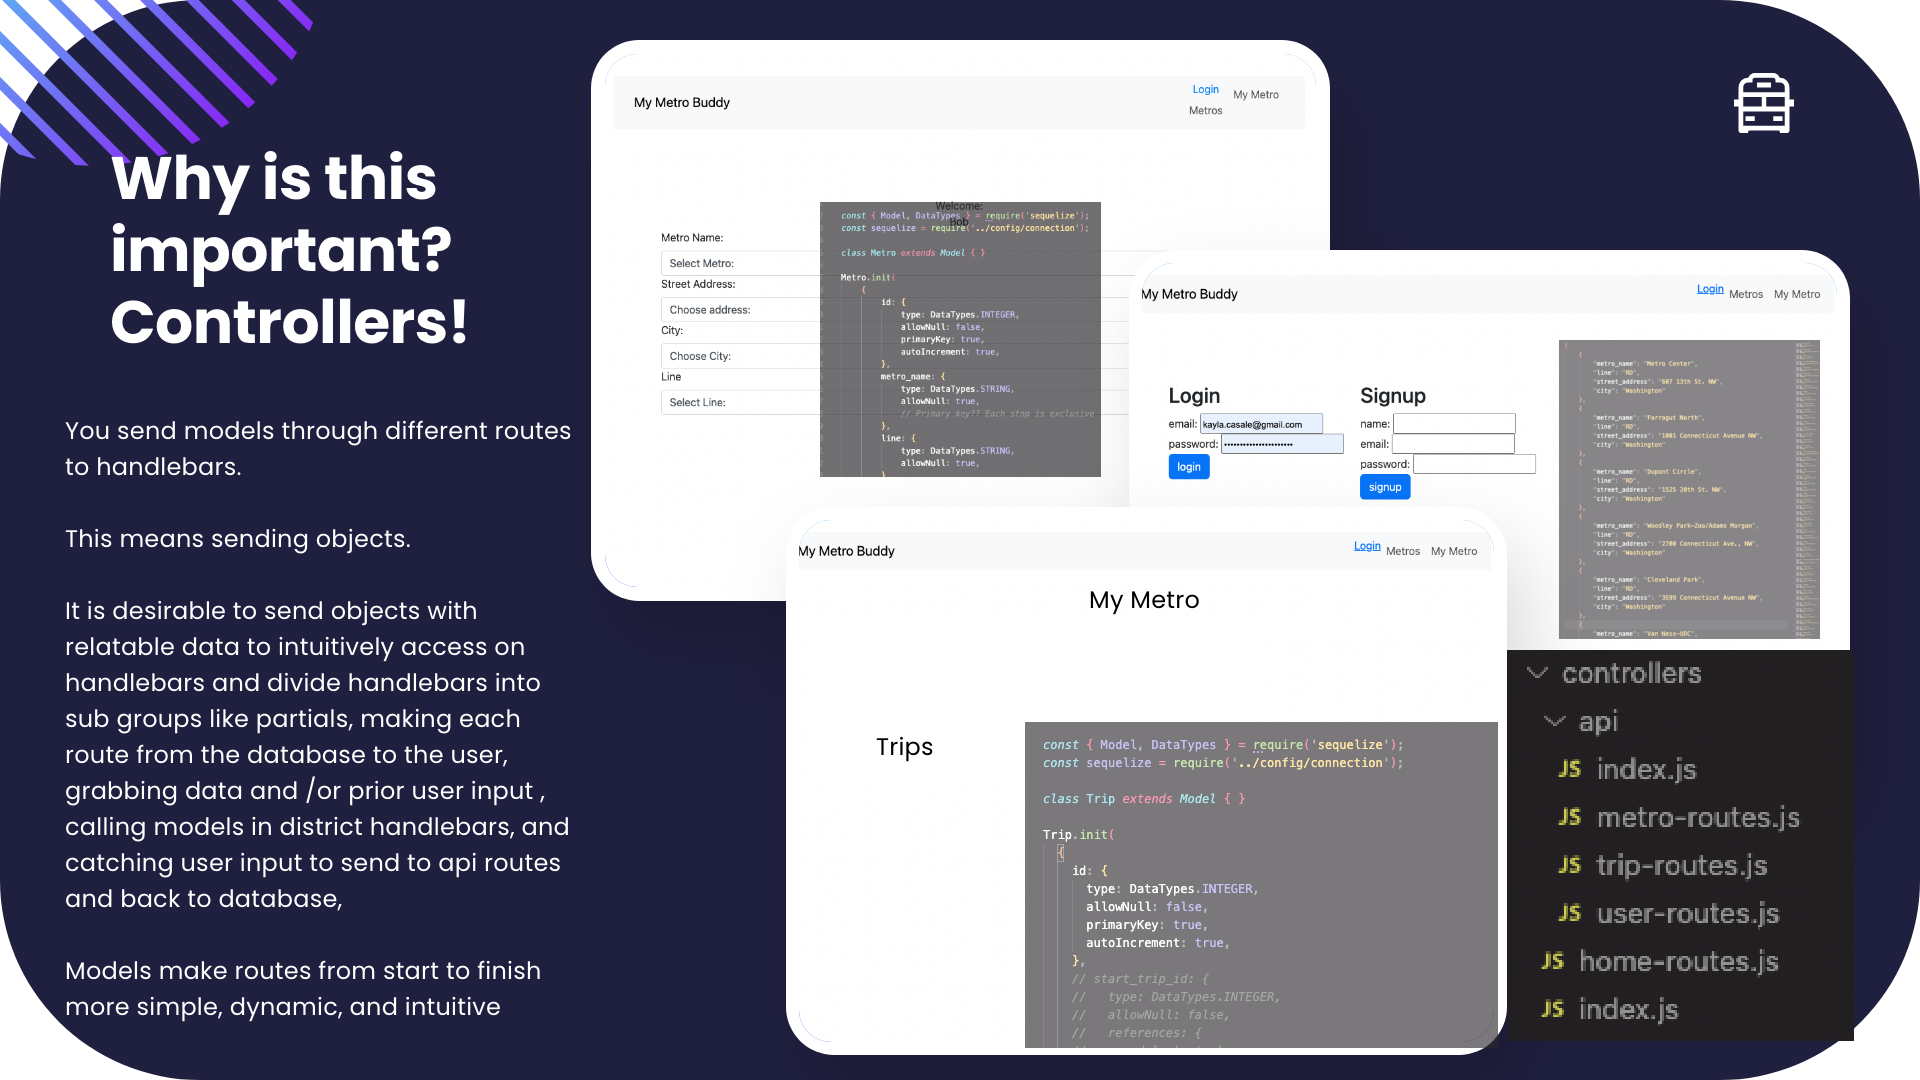 Why is this
important?
Controllers!
You send models through different routes
to handlebars.
This means sending objects.
It is desirable to send objects with
relatable data to intuitively access on
handlebars and divide handlebars into
sub groups like partials, making each
route from the database to the user,
grabbing data and /or prior user input ,
calling models in district handlebars, and
catching user input to send to api routes
and back to database,
Models make routes from start to finish
more simple, dynamic, and intuitive
My Metro Buddy
Login
My Metro
Metros
Welcome:
Bob
Metro Name:
Select Metro:
Street Address:
Choose address:
City:
Choose City:
Line
Select Line:
const { Model, DataTypes } = require('sequelize');
const sequelize = require('../config/connection');
class Metro extends Model { }
Metro.init(
{
id: {
type: DataTypes.INTEGER,
allowNull: false,
primaryKey: true,
autoIncrement: true,
},
metro_name: {
type: DataTypes.STRING,
allowNull: true,
// Primary key?? Each stop is exclusive
},
line: {
type: DataTypes.STRING,
allowNull: true,
}
My Metro Buddy
Login Metros My Metro
Login
email: kayla.casale@gmail.com
password: ••••••••••••••••••••••
login
Signup
name:
email:
password:
signup
[
{
"metro_name": "Metro Center",
"line": "RD",
"street_address": "607 13th St. NW",
"city": "Washington"
},
{
"metro_name": "Farragut North",
"line": "RD",
"street_address": "1001 Connecticut Avenue NW",
"city": "Washington"
},
{
"metro_name": "Dupont Circle",
"line": "RD",
"street_address": "1525 20th St. NW",
"city": "Washington"
},
{
"metro_name": "Woodley Park-Zoo/Adams Morgan",
"line": "RD",
"street_address": "2700 Connecticut Ave., NW",
"city": "Washington"
},
{
"metro_name": "Cleveland Park",
"line": "RD",
"street_address": "3599 Connecticut Avenue NW",
"city": "Washington"
},
{
"metro_name": "Van Ness-UDC",
My Metro Buddy
Login Metros My Metro
My Metro
Trips
const { Model, DataTypes } = require('sequelize');
const sequelize = require('../config/connection');
class Trip extends Model { }
Trip.init(
{
id: {
type: DataTypes.INTEGER,
allowNull: false,
primaryKey: true,
autoIncrement: true,
},
// start_trip_id: {
//   type: DataTypes.INTEGER,
//   allowNull: false,
//   references: {
controllers
api
JS index.js
JS metro-routes.js
JS trip-routes.js
JS user-routes.js
JS home-routes.js
JS index.js